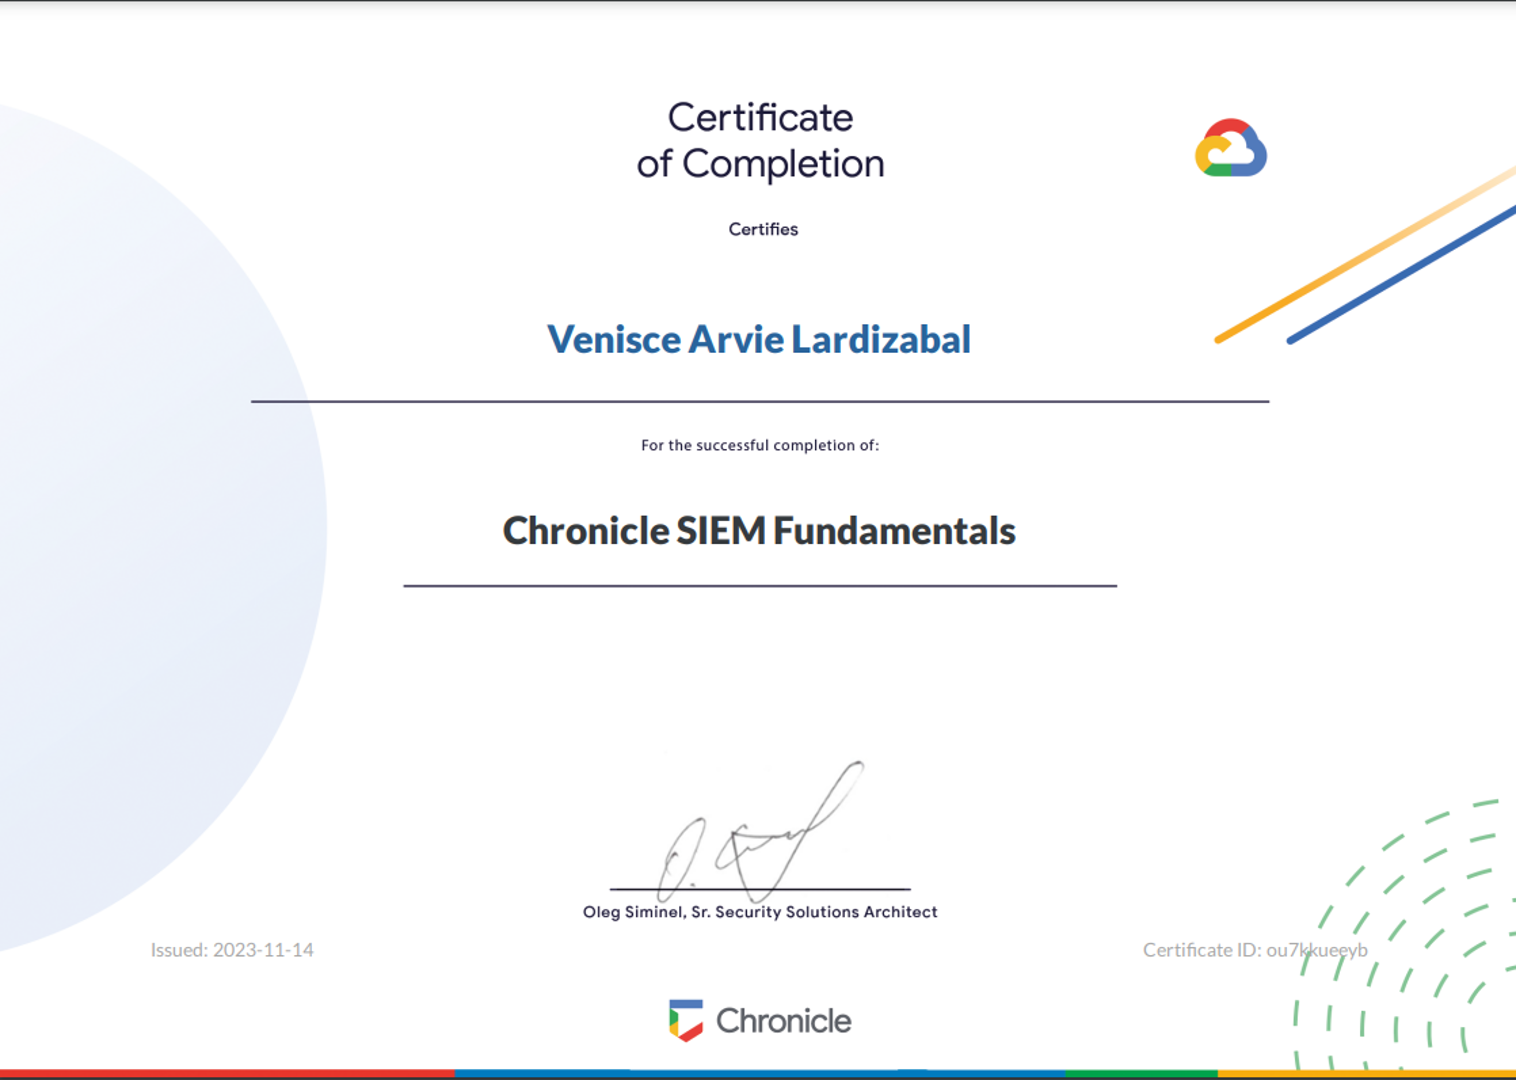 Certificate
of Completion
Certifies
Venisce Arvie Lardizabal
For the successful completion of:
Chronicle SIEM Fundamentals
Oleg Siminel, Sr. Security Solutions Architect
Issued: 2023-11-14
Certificate ID: ou7kkueeyb
Chronicle